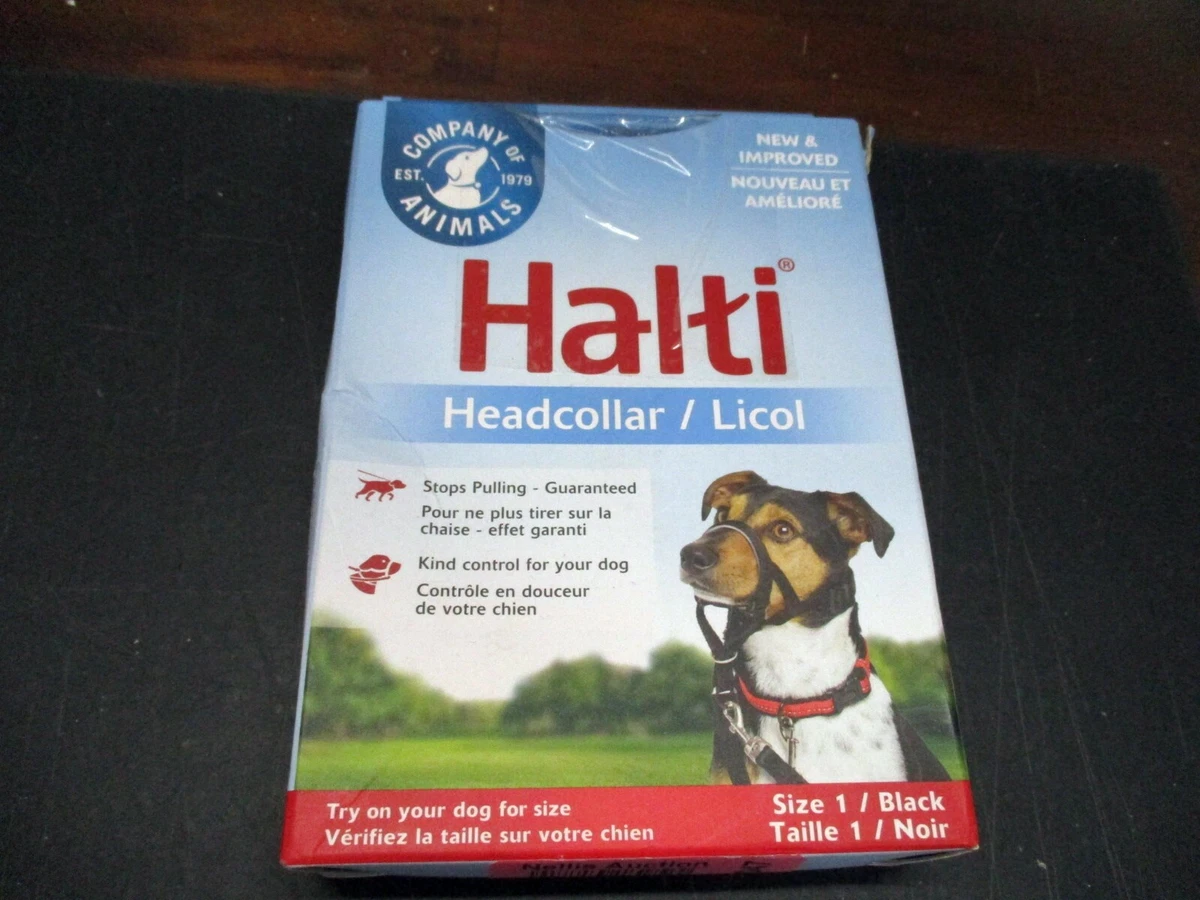 COMPANY OF
EST. 1979
ANIMALS
NEW &
IMPROVED
NOUVEAU ET
AMÉLIORÉ
Halti®
Headcollar / Licol
Stops Pulling - Guaranteed
Pour ne plus tirer sur la
chaise - effet garanti
Kind control for your dog
Contrôle en douceur
de votre chien
Try on your dog for size
Vérifiez la taille sur votre chien
Size 1 / Black
Taille 1 / Noir